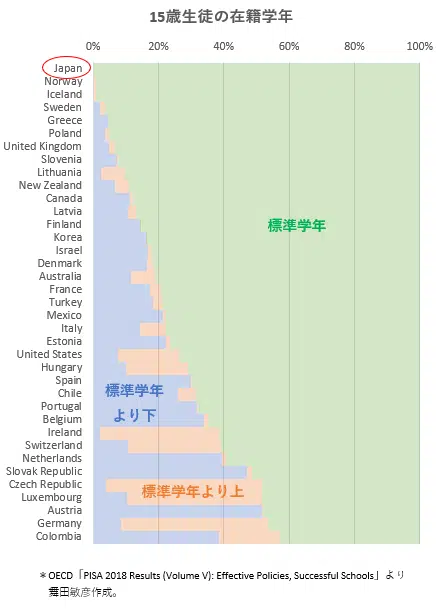 15歳生徒の在籍学年
0% 20% 40% 60% 80% 100%
Japan
Norway
Iceland
Sweden
Greece
Poland
United Kingdom
Slovenia
Lithuania
New Zealand
Canada
Latvia
Finland
Korea
Israel
Denmark
Australia
France
Turkey
Mexico
Italy
Estonia
United States
Hungary
Spain
Chile
Portugal
Belgium
Ireland
Switzerland
Netherlands
Slovak Republic
Czech Republic
Luxembourg
Austria
Germany
Colombia
標準学年
標準学年
より下
標準学年より上
＊OECD「PISA 2018 Results (Volume V): Effective Policies, Successful Schools」より
舞田敏彦作成。